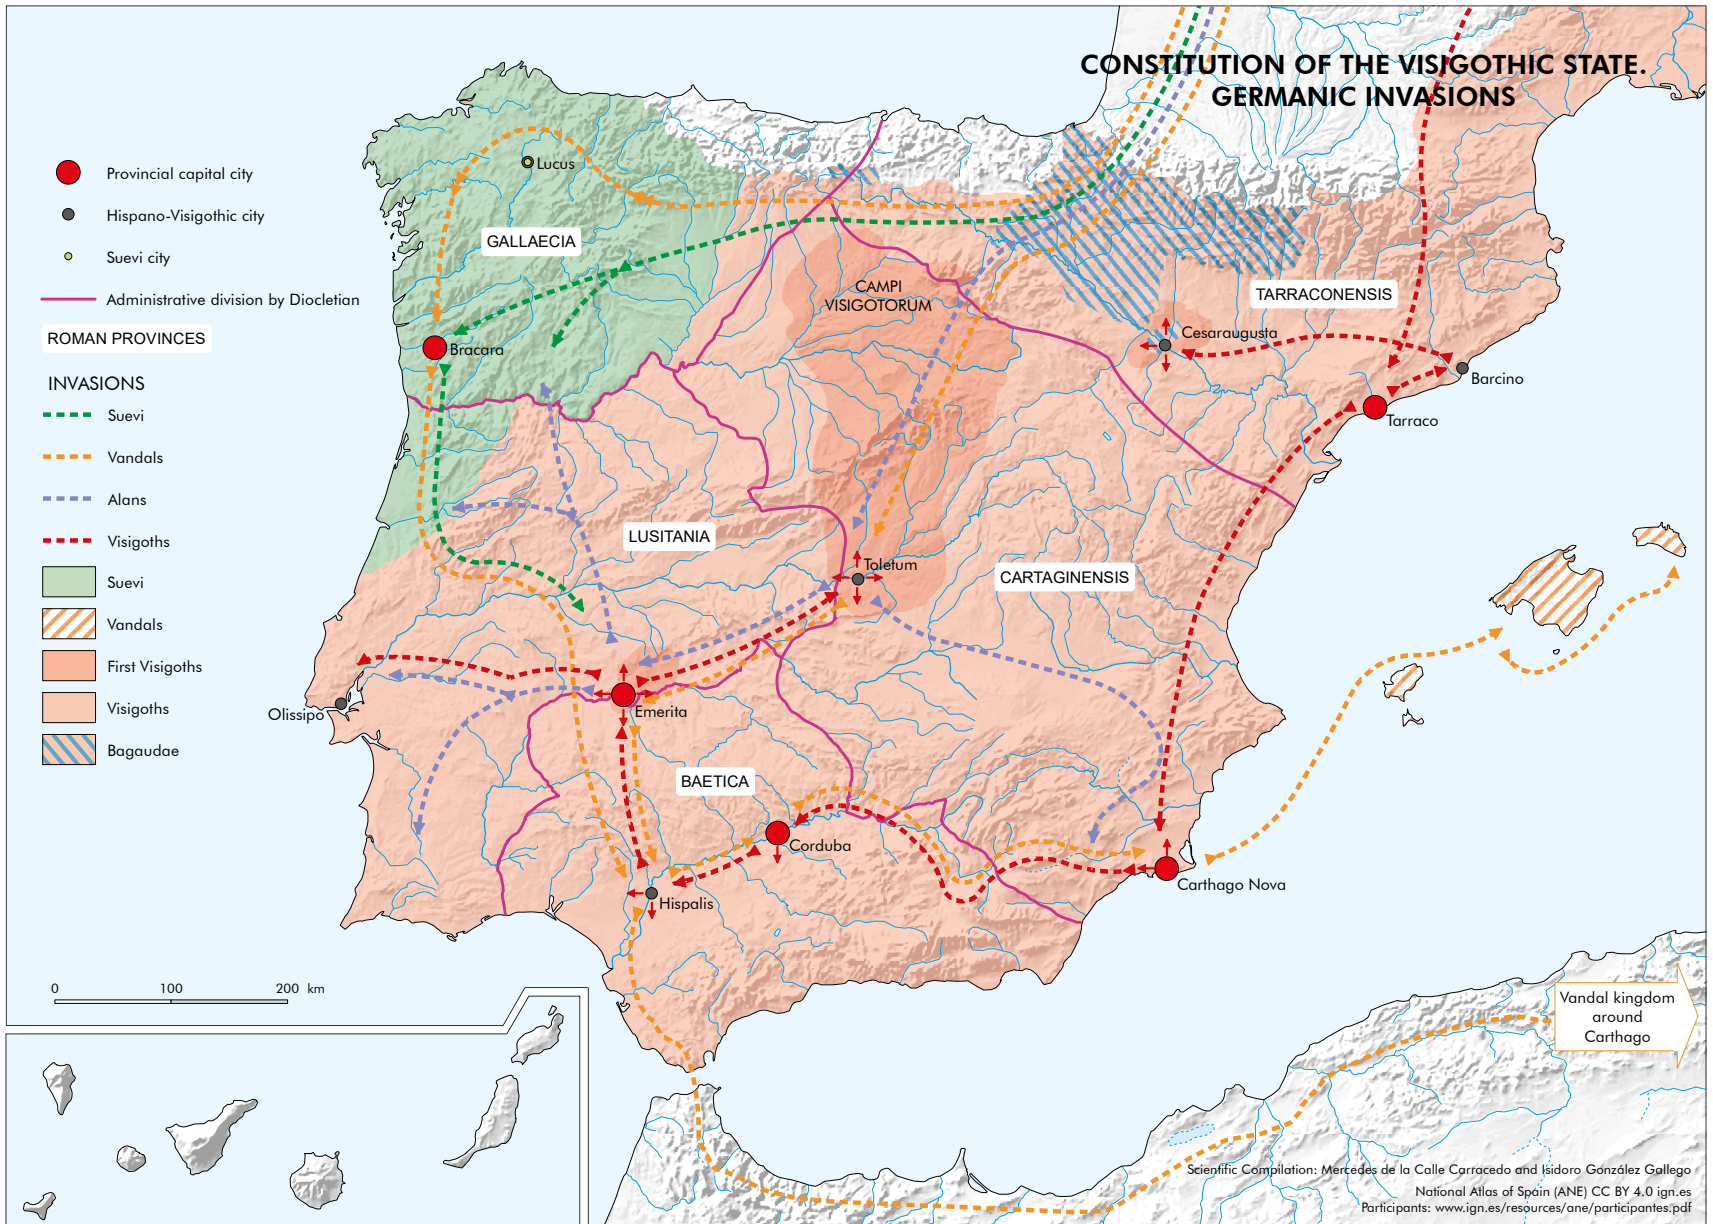 CONSTITUTION OF THE VISIGOTHIC STATE.
GERMANIC INVASIONS
Provincial capital city
Hispano-Visigothic city
Suevi city
Administrative division by Diocletian
ROMAN PROVINCES
INVASIONS
Suevi
Vandals
Alans
Visigoths
Suevi
Vandals
First Visigoths
Visigoths
Bagaudae
Lucus
GALLAECIA
CAMPI
VISIGOTORUM
TARRACONENSIS
Cesaraugusta
Bracara
Barcino
Tarraco
LUSITANIA
Toletum
CARTAGINENSIS
Olissipo
Emerita
BAETICA
Corduba
Carthago Nova
Hispalis
0 100 200 km
Vandal kingdom
around
Carthago
Scientific Compilation: Mercedes de la Calle Carracedo and Isidoro González Gallego
National Atlas of Spain (ANE) CC BY 4.0 ign.es
Participants: www.ign.es/resources/ane/participantes.pdf